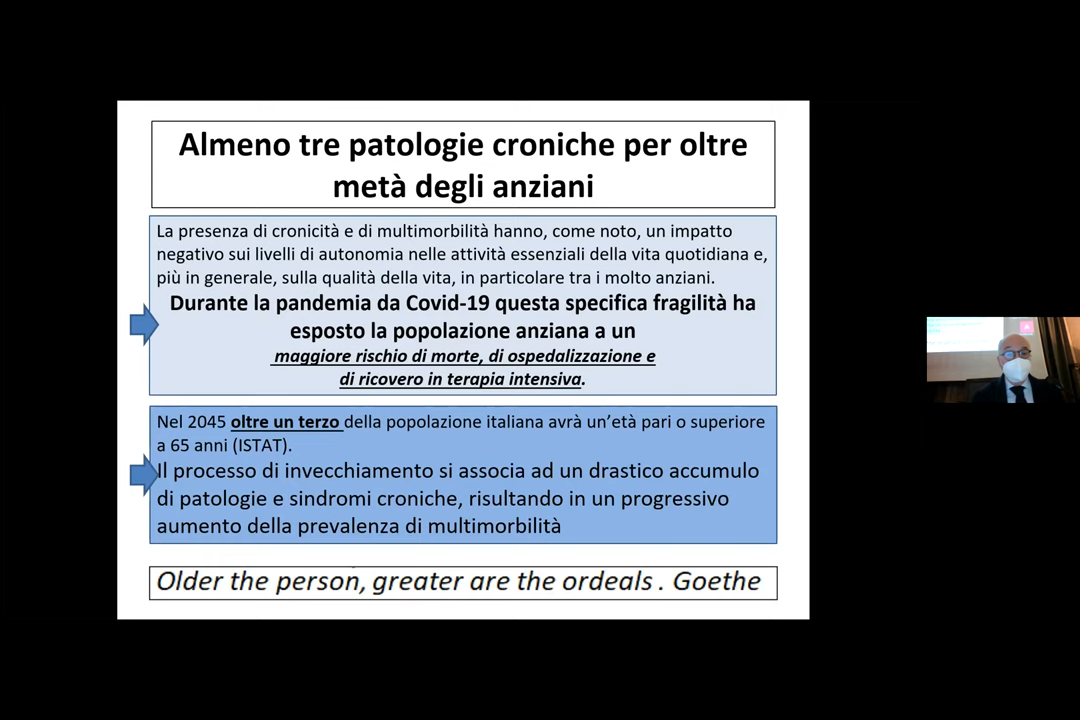 Almeno tre patologie croniche per oltre
metà degli anziani
La presenza di cronicità e di multimorbilità hanno, come noto, un impatto
negativo sui livelli di autonomia nelle attività essenziali della vita quotidiana e,
più in generale, sulla qualità della vita, in particolare tra i molto anziani.
Durante la pandemia da Covid-19 questa specifica fragilità ha
esposto la popolazione anziana a un
maggiore rischio di morte, di ospedalizzazione e
di ricovero in terapia intensiva.
Nel 2045 oltre un terzo della popolazione italiana avrà un'età pari o superiore
a 65 anni (ISTAT).
Il processo di invecchiamento si associa ad un drastico accumulo
di patologie e sindromi croniche, risultando in un progressivo
aumento della prevalenza di multimorbilità
Older the person, greater are the ordeals . Goethe